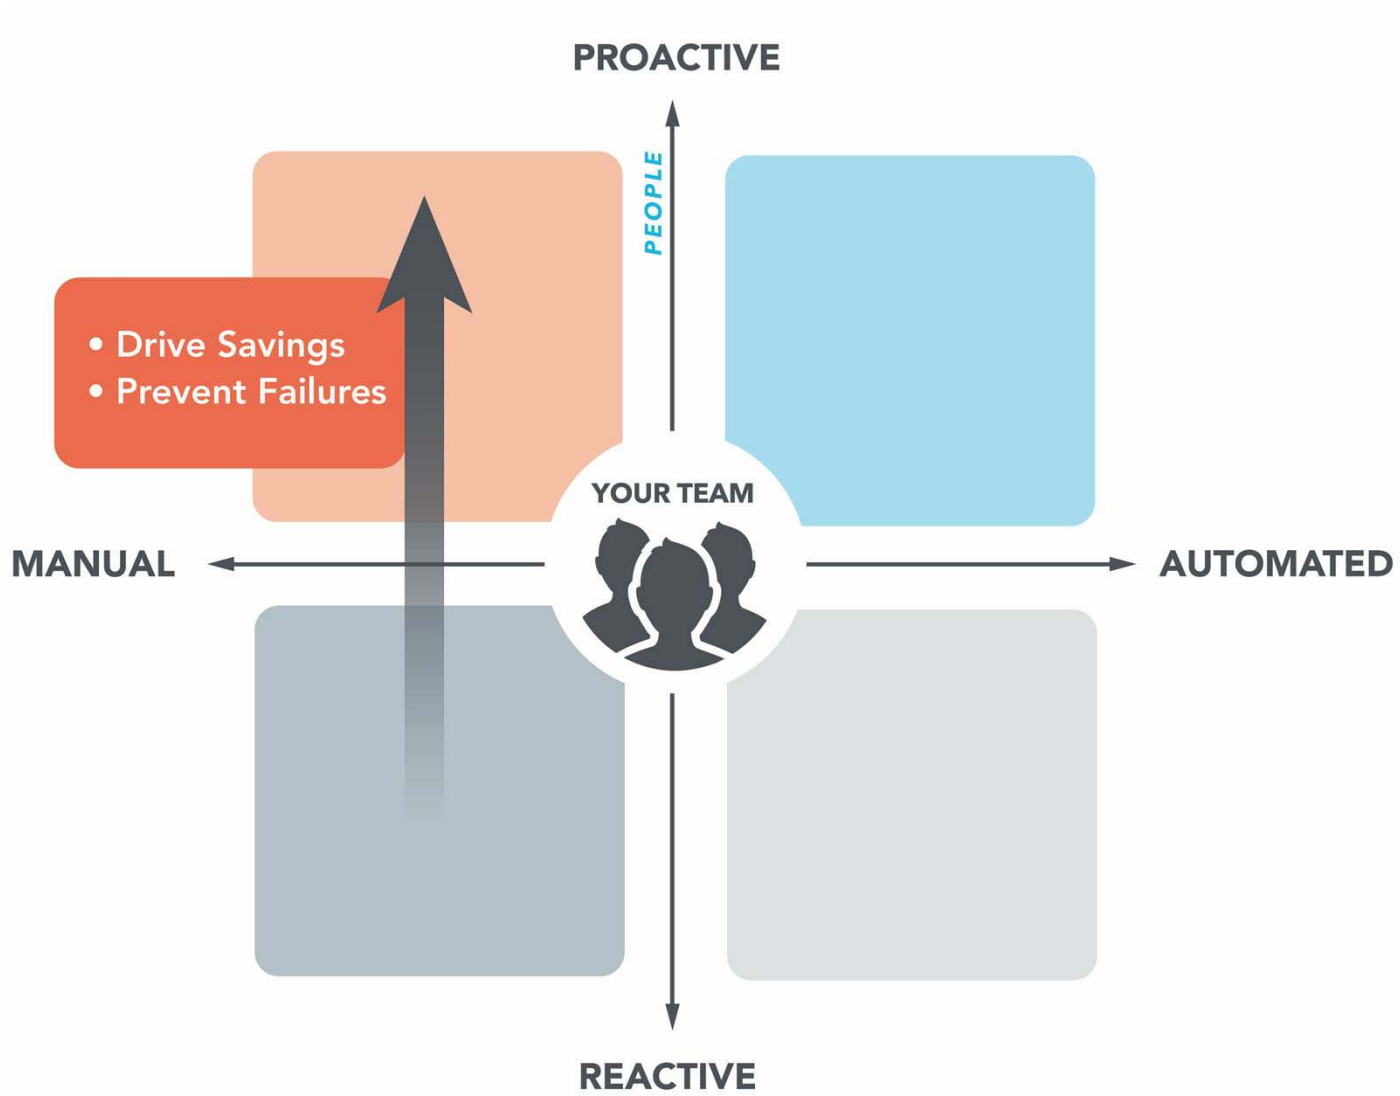 PROACTIVE
PEOPLE
• Drive Savings
• Prevent Failures
YOUR TEAM
MANUAL
AUTOMATED
REACTIVE